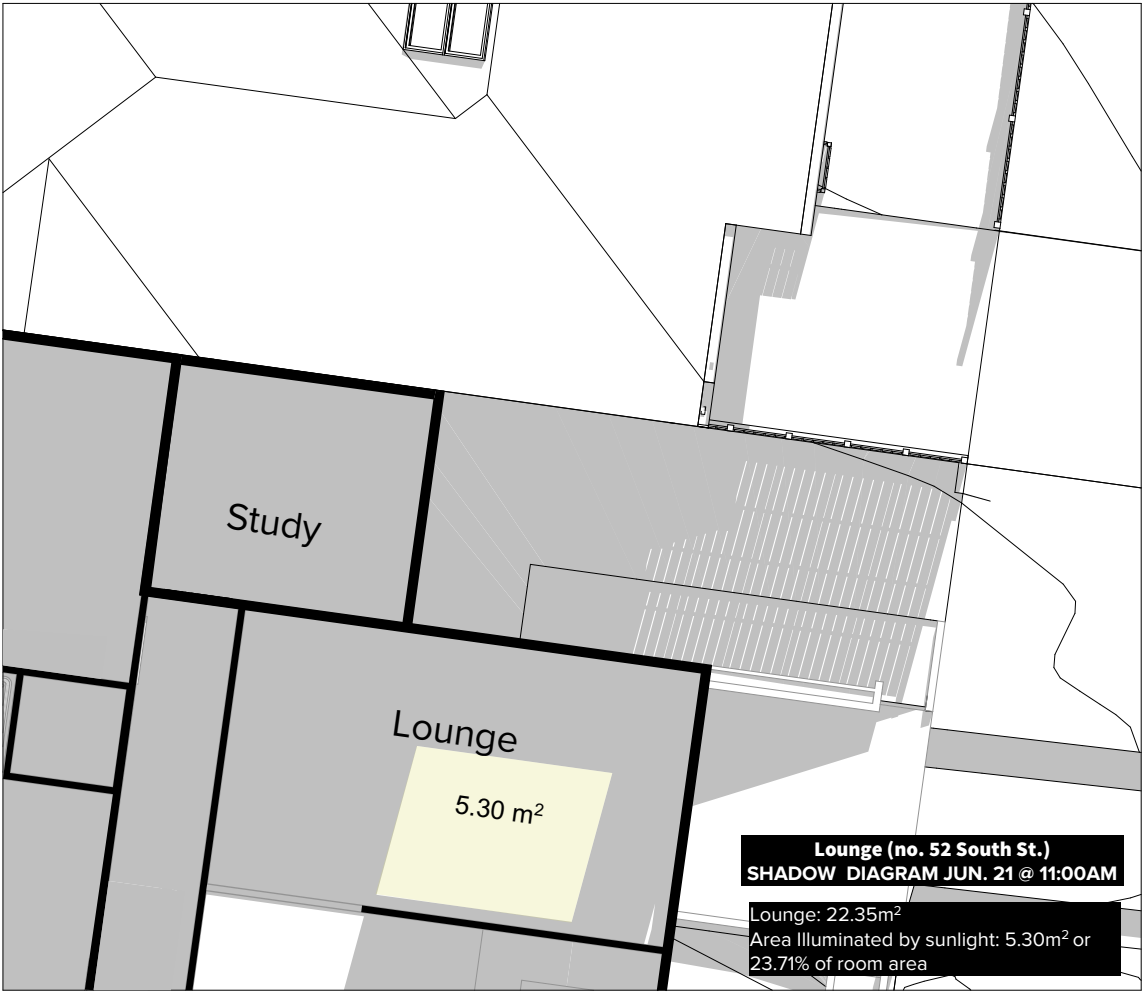 Study
Lounge
5.30 m²
Lounge (no. 52 South St.)
SHADOW DIAGRAM JUN. 21 @ 11:00AM
Lounge: 22.35m²
Area Illuminated by sunlight: 5.30m² or
23.71% of room area